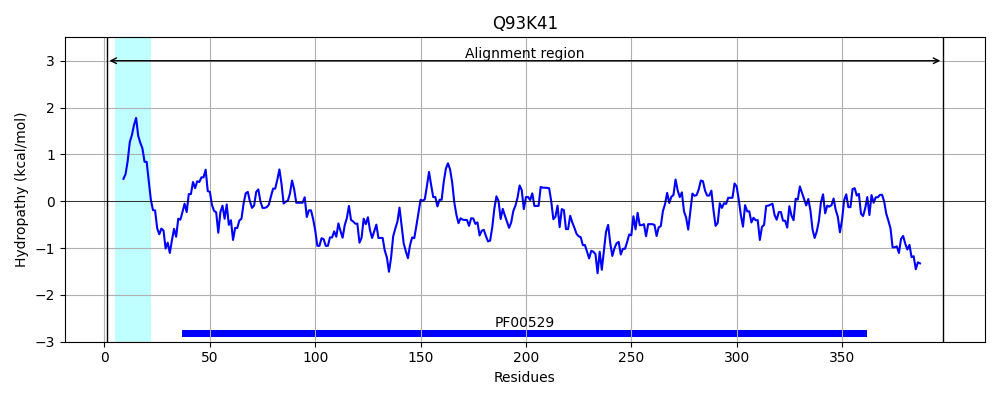 Q93K41
Hydropathy (kcal/mol)
3
2
1
0
−1
−2
−3
Alignment region
PF00529
0 50 100 150 200 250 300 350
Residues